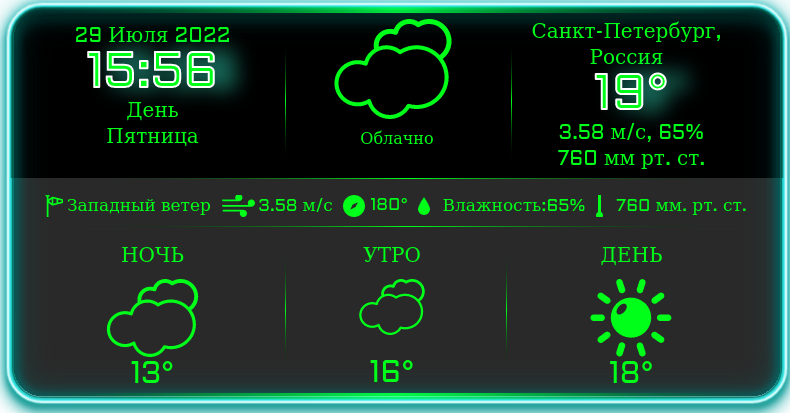 29 Июля 2022
15:56
День
Пятница
Облачно
Санкт-Петербург,
Россия
19°
3.58 м/с, 65%
760 мм рт. ст.
Западный ветер 3.58 м/с 180° Влажность:65% 760 мм. рт. ст.
НОЧЬ
13°
УТРО
16°
ДЕНЬ
18°